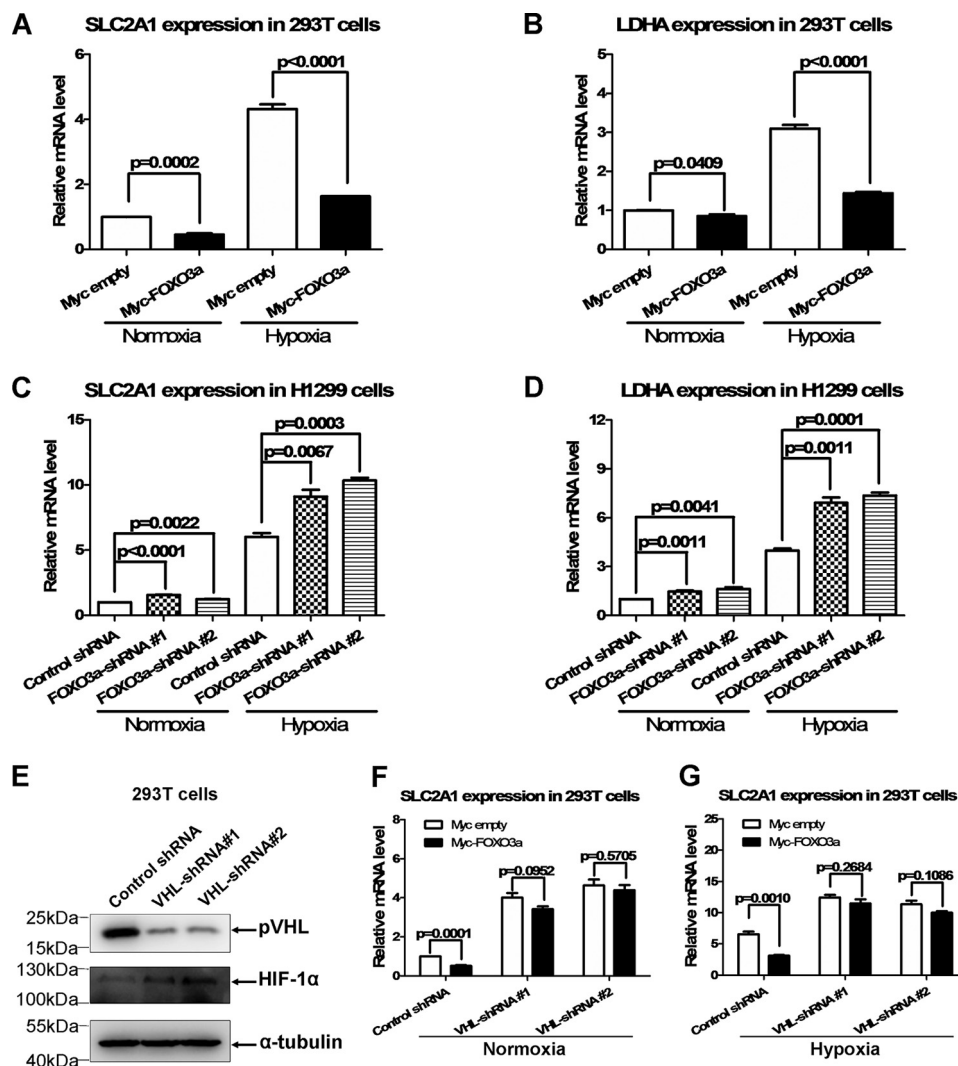 A
SLC2A1 expression in 293T cells
Relative mRNA level
6
4
2
0
p=0.0002
p<0.0001
Myc empty
Myc-FOXO3a
Myc empty
Myc-FOXO3a
Normoxia
Hypoxia
B
LDHA expression in 293T cells
Relative mRNA level
5
4
3
2
1
0
p=0.0409
p<0.0001
Myc empty
Myc-FOXO3a
Myc empty
Myc-FOXO3a
Normoxia
Hypoxia
C
SLC2A1 expression in H1299 cells
Relative mRNA level
15
10
5
0
p=0.0003
p=0.0067
p=0.0022
p<0.0001
Control shRNA
FOXO3a-shRNA #1
FOXO3a-shRNA #2
Control shRNA
FOXO3a-shRNA #1
FOXO3a-shRNA #2
Normoxia
Hypoxia
D
LDHA expression in H1299 cells
Relative mRNA level
12
9
6
3
0
p=0.0001
p=0.0011
p=0.0041
p=0.0011
Control shRNA
FOXO3a-shRNA #1
FOXO3a-shRNA #2
Control shRNA
FOXO3a-shRNA #1
FOXO3a-shRNA #2
Normoxia
Hypoxia
E
293T cells
Control shRNA
VHL-shRNA#1
VHL-shRNA#2
25kDa
15kDa
pVHL
130kDa
100kDa
HIF-1α
55kDa
40kDa
α-tubulin
F
SLC2A1 expression in 293T cells
Relative mRNA level
8
6
4
2
0
Myc empty
Myc-FOXO3a
p=0.0001
p=0.0952
p=0.5705
Control shRNA
VHL-shRNA #1
VHL-shRNA #2
Normoxia
G
SLC2A1 expression in 293T cells
Relative mRNA level
25
20
15
10
5
0
Myc empty
Myc-FOXO3a
p=0.0010
p=0.2684
p=0.1086
Control shRNA
VHL-shRNA #1
VHL-shRNA #2
Hypoxia